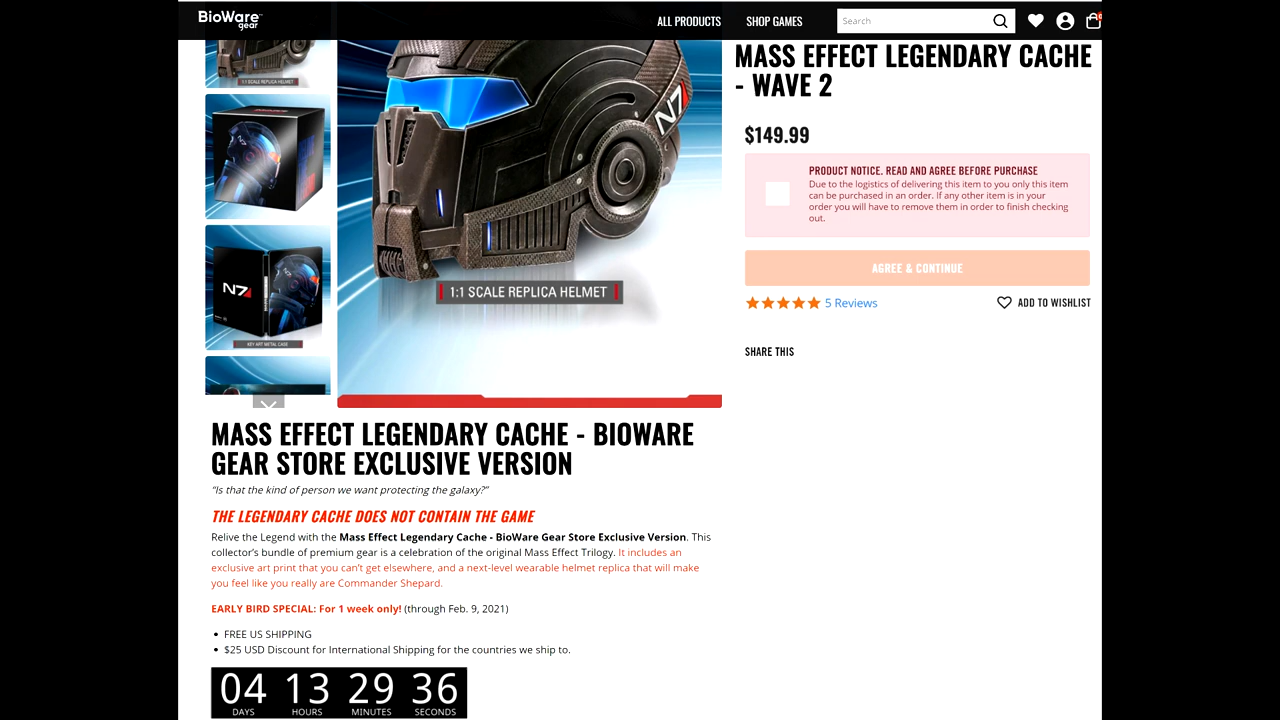 BioWare
gear
ALL PRODUCTS
SHOP GAMES
Search
1:1 SCALE REPLICA HELMET
N7
KEY ART METAL CASE
N7
1:1 SCALE REPLICA HELMET
MASS EFFECT LEGENDARY CACHE
- WAVE 2
$149.99
PRODUCT NOTICE. READ AND AGREE BEFORE PURCHASE
Due to the logistics of delivering this item to you only this item
can be purchased in an order. If any other item is in your
order you will have to remove them in order to finish checking
out.
AGREE & CONTINUE
5 Reviews
ADD TO WISHLIST
SHARE THIS
MASS EFFECT LEGENDARY CACHE - BIOWARE
GEAR STORE EXCLUSIVE VERSION
"Is that the kind of person we want protecting the galaxy?"
THE LEGENDARY CACHE DOES NOT CONTAIN THE GAME
Relive the Legend with the Mass Effect Legendary Cache - BioWare Gear Store Exclusive Version. This
collector's bundle of premium gear is a celebration of the original Mass Effect Trilogy. It includes an
exclusive art print that you can't get elsewhere, and a next-level wearable helmet replica that will make
you feel like you really are Commander Shepard.
EARLY BIRD SPECIAL: For 1 week only! (through Feb. 9, 2021)
• FREE US SHIPPING
• $25 USD Discount for International Shipping for the countries we ship to.
04 13 29 36
DAYS HOURS MINUTES SECONDS